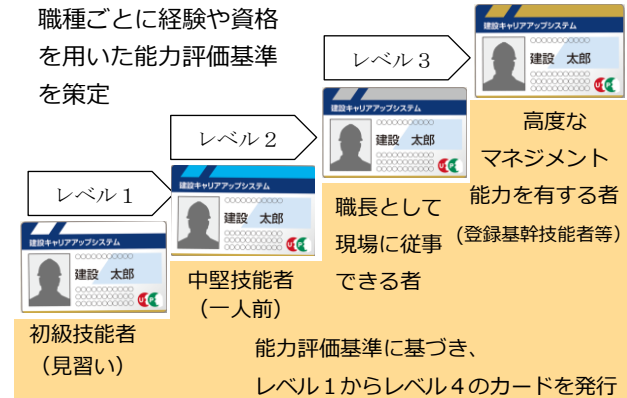 職種ごとに経験や資格
を用いた能力評価基準
を策定
レベル１
建設キャリアアップシステム
建設 太郎
初級技能者
（見習い）
レベル２
建設キャリアアップシステム
建設 太郎
中堅技能者
（一人前）
レベル３
建設キャリアアップシステム
建設 太郎
職長として
現場に従事
できる者
建設キャリアアップシステム
建設 太郎
高度な
マネジメント
能力を有する者
（登録基幹技能者等）
能力評価基準に基づき、
レベル１からレベル４のカードを発行